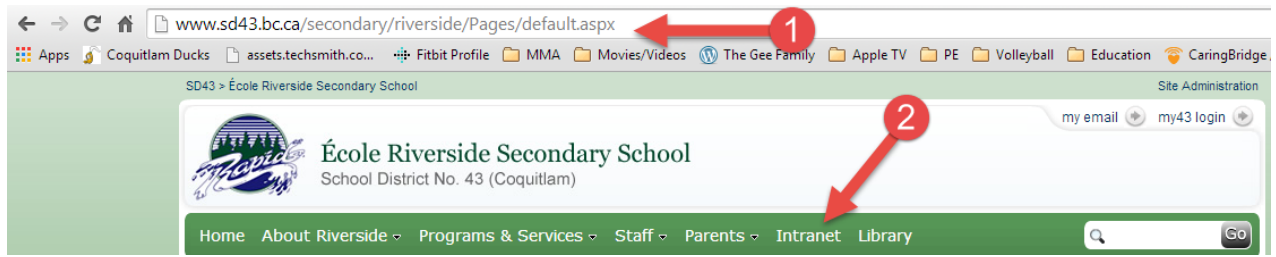 www.sd43.bc.ca/secondary/riverside/Pages/default.aspx
1
Apps Coquitlam Ducks assets.techsmith.co... Fitbit Profile MMA Movies/Videos The Gee Family Apple TV PE Volleyball Education CaringBridge
SD43 > École Riverside Secondary School Site Administration
my email my43 login
2
Rapids
École Riverside Secondary School
School District No. 43 (Coquitlam)
Home About Riverside Programs & Services Staff Parents Intranet Library Go